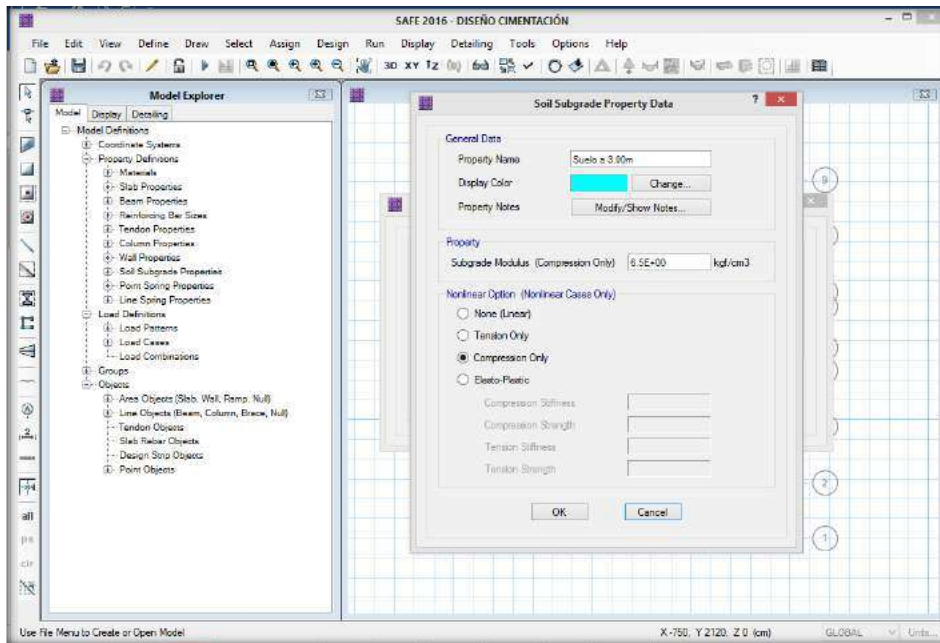 SAFE 2016 - DISEÑO CIMENTACIÓN
File Edit View Define Draw Select Assign Design Run Display Detailing Tools Options Help
3D XY
Model Explorer
Model Display Detailing
Model Definitions
Coordinate Systems
Property Definitions
Materials
Slab Properties
Beam Properties
Reinforcing Bar Sizes
Tendon Properties
Column Properties
Wall Properties
Soil Subgrade Properties
Point Spring Properties
Line Spring Properties
Load Definitions
Load Patterns
Load Cases
Load Combinations
Groups
Objects
Area Objects (Slab, Wall, Ramp, Null)
Line Objects (Beam, Column, Brace, Null)
Tendon Objects
Slab Rebar Objects
Design Strip Objects
Point Objects
all
Soil Subgrade Property Data
General Data
Property Name Suelo a 3.00m
Display Color Change...
Property Notes Modify/Show Notes...
Property
Subgrade Modulus (Compression Only) 6.5E+00 kgf/cm3
Nonlinear Option (Nonlinear Cases Only)
None (Linear)
Tension Only
Compression Only
Elasto-Plastic
Compression Stiffness
Compression Strength
Tension Stiffness
Tension Strength
OK Cancel
9
2
1
Use File Menu to Create or Open Model X -750, Y 2120, Z 0 (cm) GLOBAL Units...